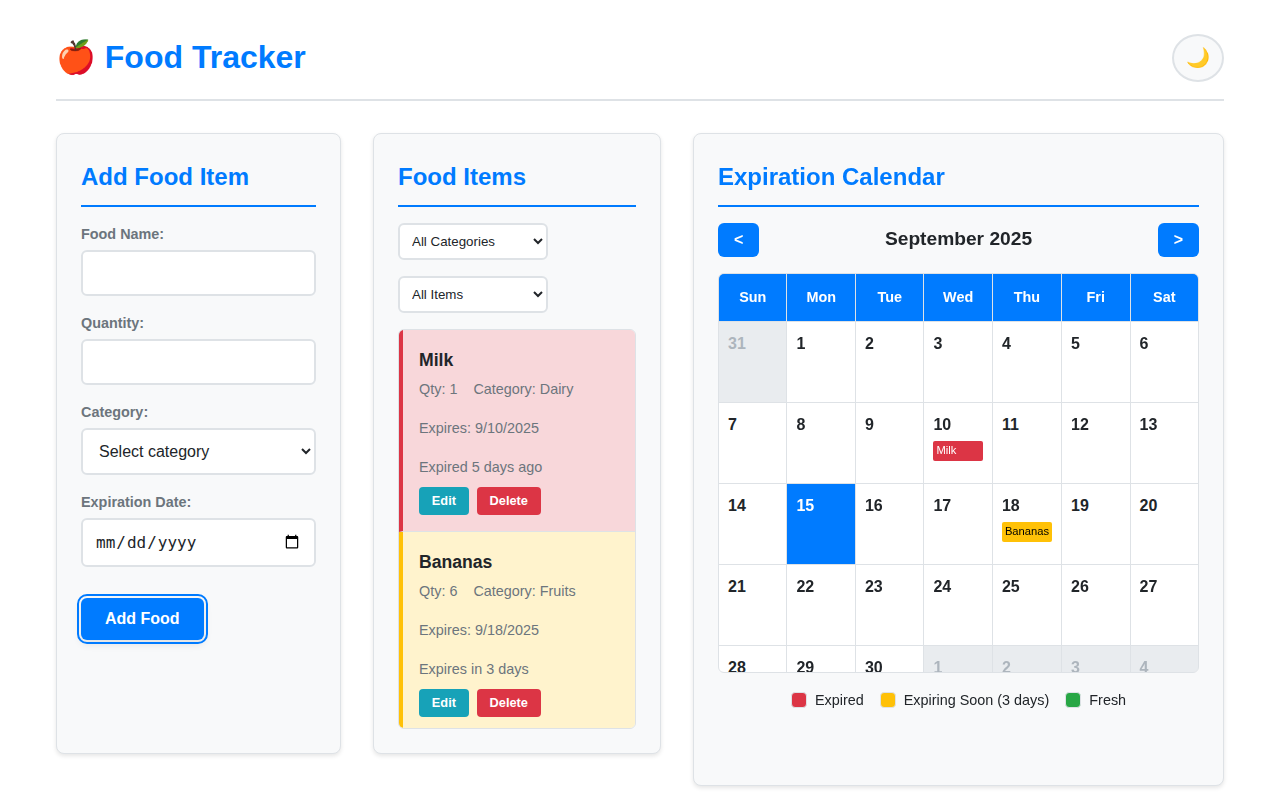 🍎 Food Tracker
🌙
Add Food Item
Food Name:
Quantity:
Category:
Select category
Expiration Date:
mm/dd/yyyy
Add Food
Food Items
All Categories
All Items
Milk
Qty: 1 Category: Dairy
Expires: 9/10/2025
Expired 5 days ago
Edit Delete
Bananas
Qty: 6 Category: Fruits
Expires: 9/18/2025
Expires in 3 days
Edit Delete
Expiration Calendar
< September 2025 >
Sun Mon Tue Wed Thu Fri Sat
31 1 2 3 4 5 6
7 8 9 10 11 12 13
Milk
14 15 16 17 18 19 20
Bananas
21 22 23 24 25 26 27
28 29 30 1 2 3 4
Expired Expiring Soon (3 days) Fresh